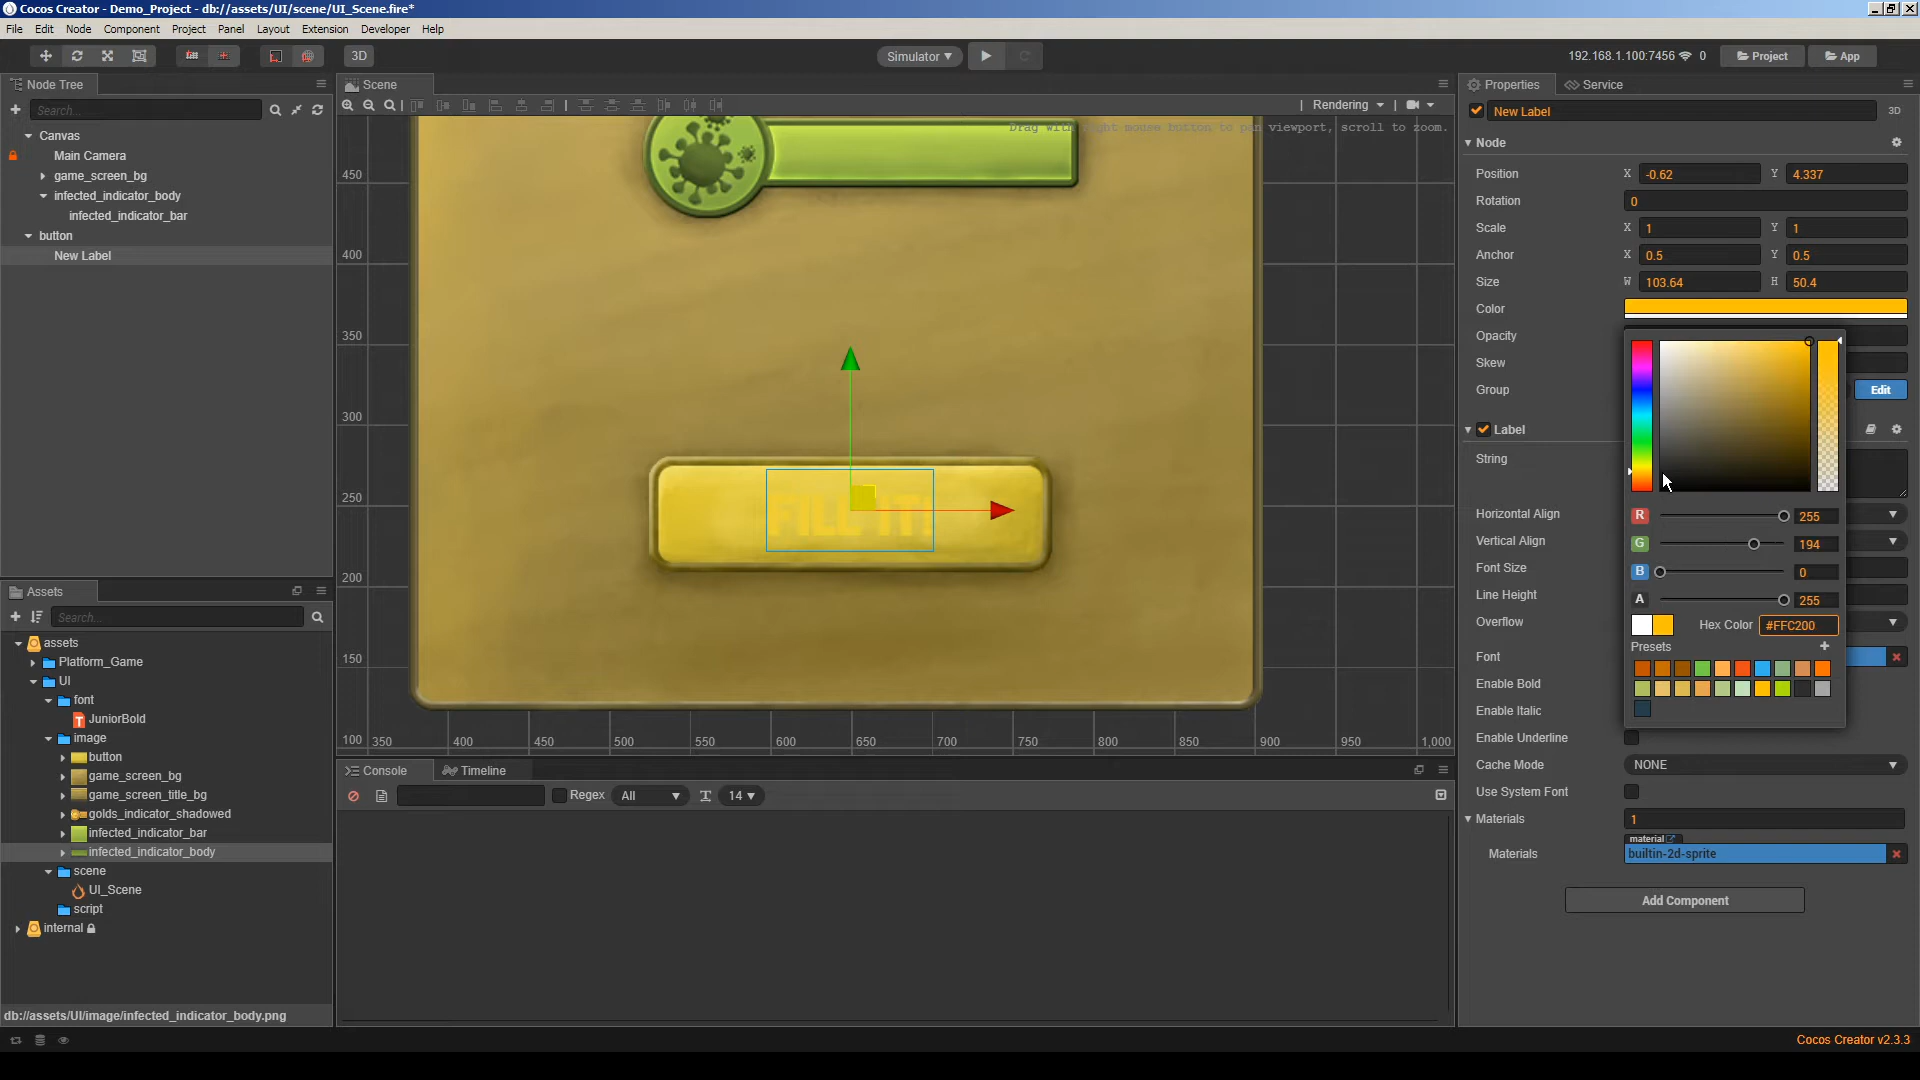 Cocos Creator - Demo_Project - db://assets/UI/scene/UI_Scene.fire*
File Edit Node Component Project Panel Layout Extension Developer Help
3D
Simulator
192.168.1.100:7456 0 Project App
Node Tree
Search...
Canvas
Main Camera
game_screen_bg
infected_indicator_body
infected_indicator_bar
button
New Label
Assets
Search...
assets
Platform_Game
UI
font
JuniorBold
image
button
game_screen_bg
game_screen_title_bg
golds_indicator_shadowed
infected_indicator_bar
infected_indicator_body
scene
UI_Scene
script
internal
db://assets/UI/image/infected_indicator_body.png
Scene
Rendering
Drag with right mouse button to pan viewport, scroll to zoom.
450
400
350
300
250
200
150
100 350 400 450 500 550 600 650 700 750 800 850 900 950 1,000
FILL IT!
Console Timeline
Regex All 14
Properties Service
New Label 3D
Node
Position X -0.62 Y 4.337
Rotation 0
Scale X 1 Y 1
Anchor X 0.5 Y 0.5
Size W 103.64 H 50.4
Color
Opacity
Skew
Group Edit
Label
String
Horizontal Align
Vertical Align
Font Size
Line Height
Overflow
Font
Enable Bold
Enable Italic
Enable Underline
Cache Mode NONE
Use System Font
Materials 1
material
Materials builtin-2d-sprite
Add Component
R 255
G 194
B 0
A 255
Hex Color #FFC200
Presets
Cocos Creator v2.3.3